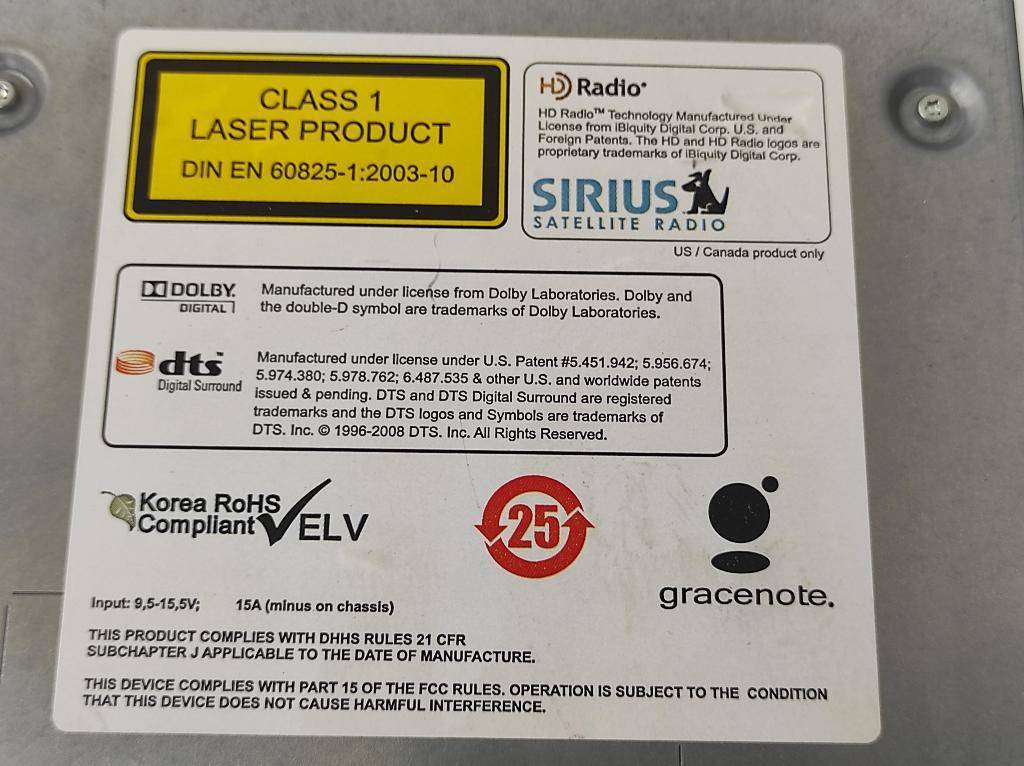 CLASS 1
LASER PRODUCT
DIN EN 60825-1:2003-10
HD Radio®
HD Radio™ Technology Manufactured Under
License from iBiquity Digital Corp. U.S. and
Foreign Patents. The HD and HD Radio logos are
proprietary trademarks of iBiquity Digital Corp.
SIRIUS
SATELLITE RADIO
US / Canada product only
DOLBY.
DIGITAL
Manufactured under license from Dolby Laboratories. Dolby and
the double-D symbol are trademarks of Dolby Laboratories.
dts
Digital Surround
Manufactured under license under U.S. Patent #5.451.942; 5.956.674;
5.974.380; 5.978.762; 6.487.535 & other U.S. and worldwide patents
issued & pending. DTS and DTS Digital Surround are registered
trademarks and the DTS logos and Symbols are trademarks of
DTS. Inc. © 1996-2008 DTS. Inc. All Rights Reserved.
Korea RoHS
Compliant
ELV
25
gracenote.
Input: 9,5-15,5V; 15A (minus on chassis)
THIS PRODUCT COMPLIES WITH DHHS RULES 21 CFR
SUBCHAPTER J APPLICABLE TO THE DATE OF MANUFACTURE.
THIS DEVICE COMPLIES WITH PART 15 OF THE FCC RULES. OPERATION IS SUBJECT TO THE CONDITION
THAT THIS DEVICE DOES NOT CAUSE HARMFUL INTERFERENCE.